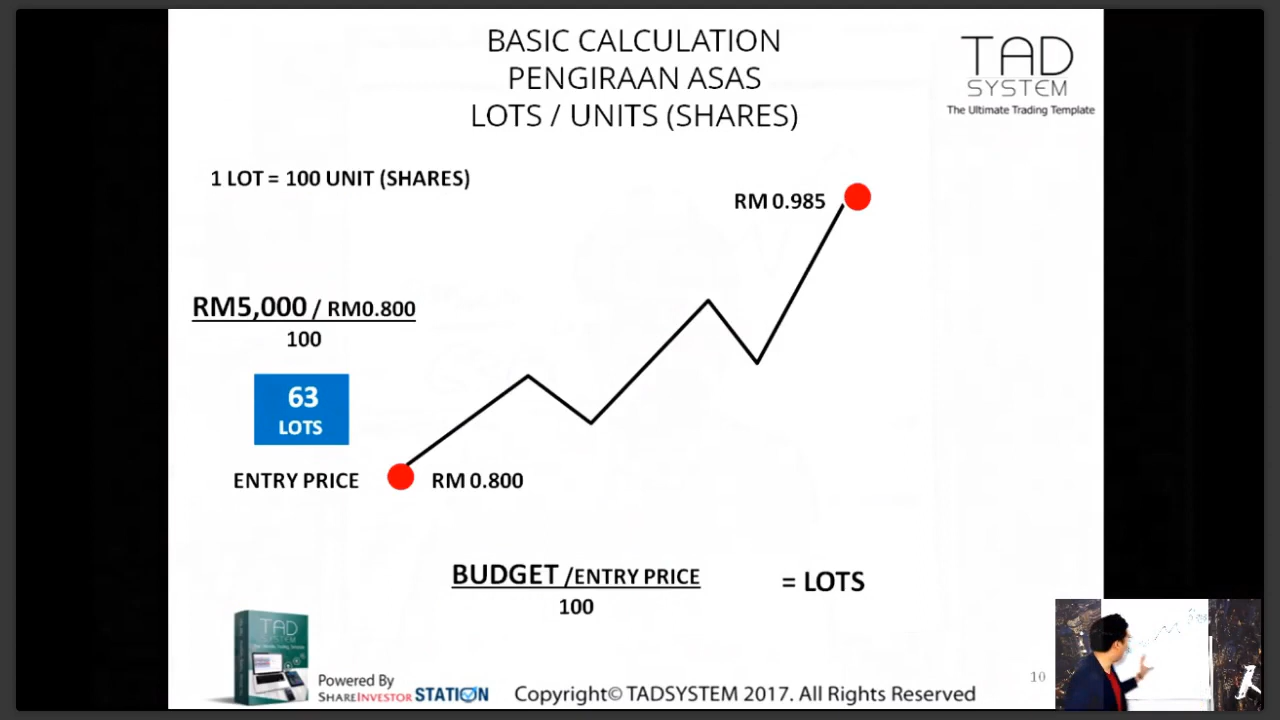 BASIC CALCULATION
PENGIRAAN ASAS
LOTS / UNITS (SHARES)
TAD
SYSTEM
The Ultimate Trading Template
1 LOT = 100 UNIT (SHARES)
RM 0.985
RM5,000 / RM0.800
100
63
LOTS
ENTRY PRICE
RM 0.800
BUDGET /ENTRY PRICE
= LOTS
100
TAD
SYSTEM
Powered By
SHAREINVESTOR STATION
Copyright© TADSYSTEM 2017. All Rights Reserved
10